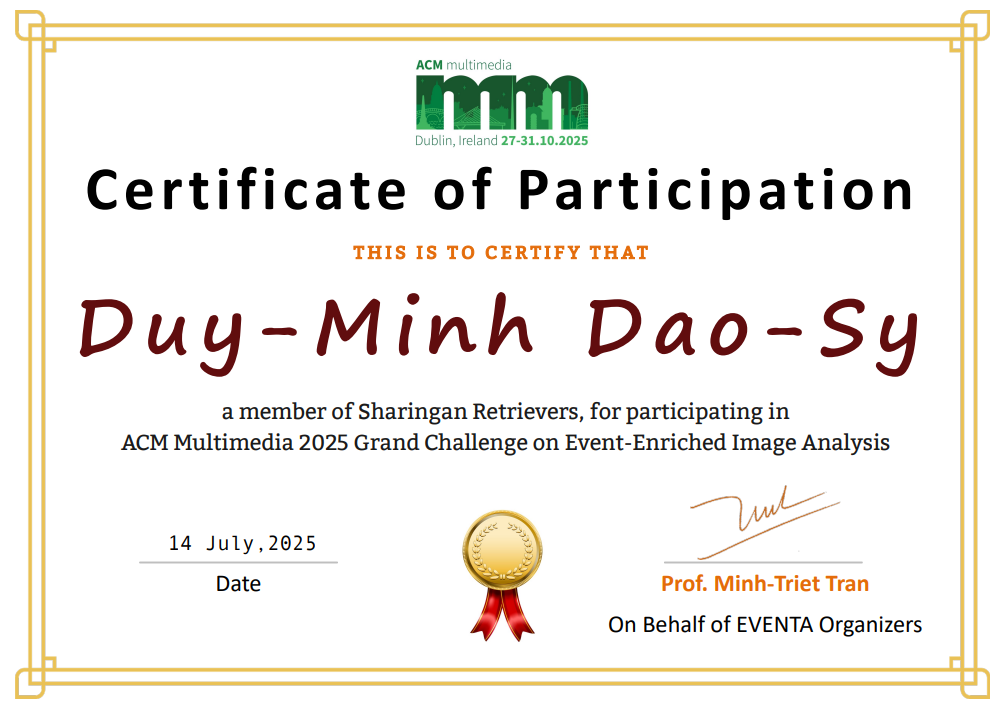 ACM multimedia
mm
Dublin, Ireland 27-31.10.2025
Certificate of Participation
THIS IS TO CERTIFY THAT
Duy-Minh Dao-Sy
a member of Sharingan Retrievers, for participating in
ACM Multimedia 2025 Grand Challenge on Event-Enriched Image Analysis
14 July,2025
Date
Prof. Minh-Triet Tran
On Behalf of EVENTA Organizers